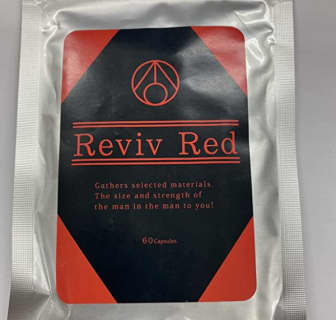 Reviv Red
Gathers selected materials.
The size and strength of
the man in the man to you!
60Capsules